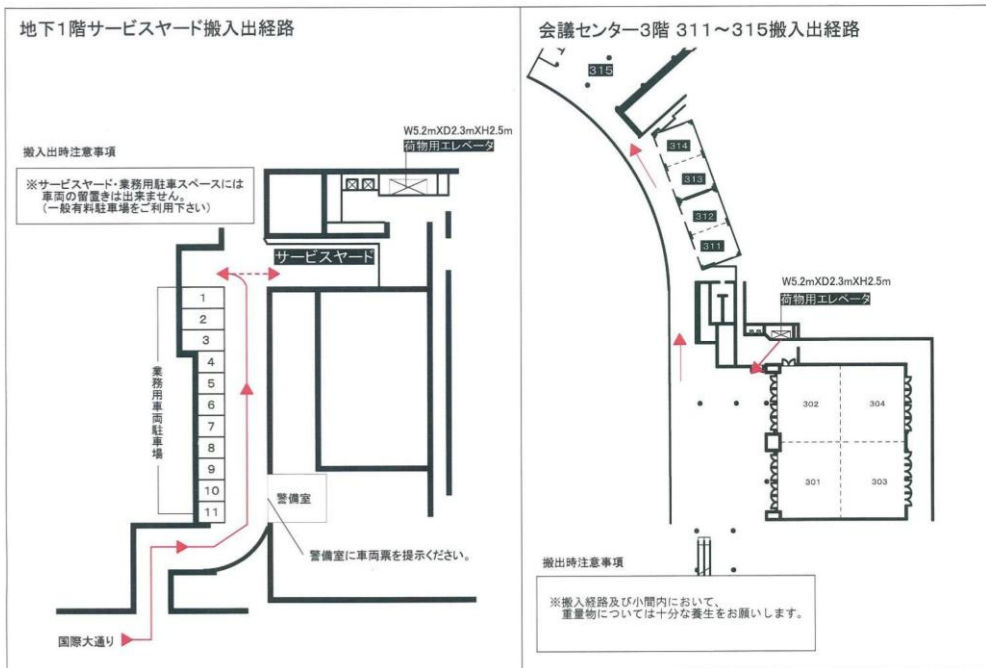 地下1階サービスヤード搬入出経路
W5.2mXD2.3mXH2.5m
荷物用エレベータ
搬入出時注意事項
※サービスヤード・業務用駐車スペースには
車両の留置きは出来ません。
（一般有料駐車場をご利用下さい）
サービスヤード
1
2
3
4
5
6
7
8
9
10
11
業務用車両駐車場
警備室
警備室に車両票を提示ください。
国際大通り
会議センター3階 311～315搬入出経路
315
314
313
312
311
W5.2mXD2.3mXH2.5m
荷物用エレベータ
302
304
301
303
搬出時注意事項
※搬入経路及び小間内において、
重量物については十分な養生をお願いします。